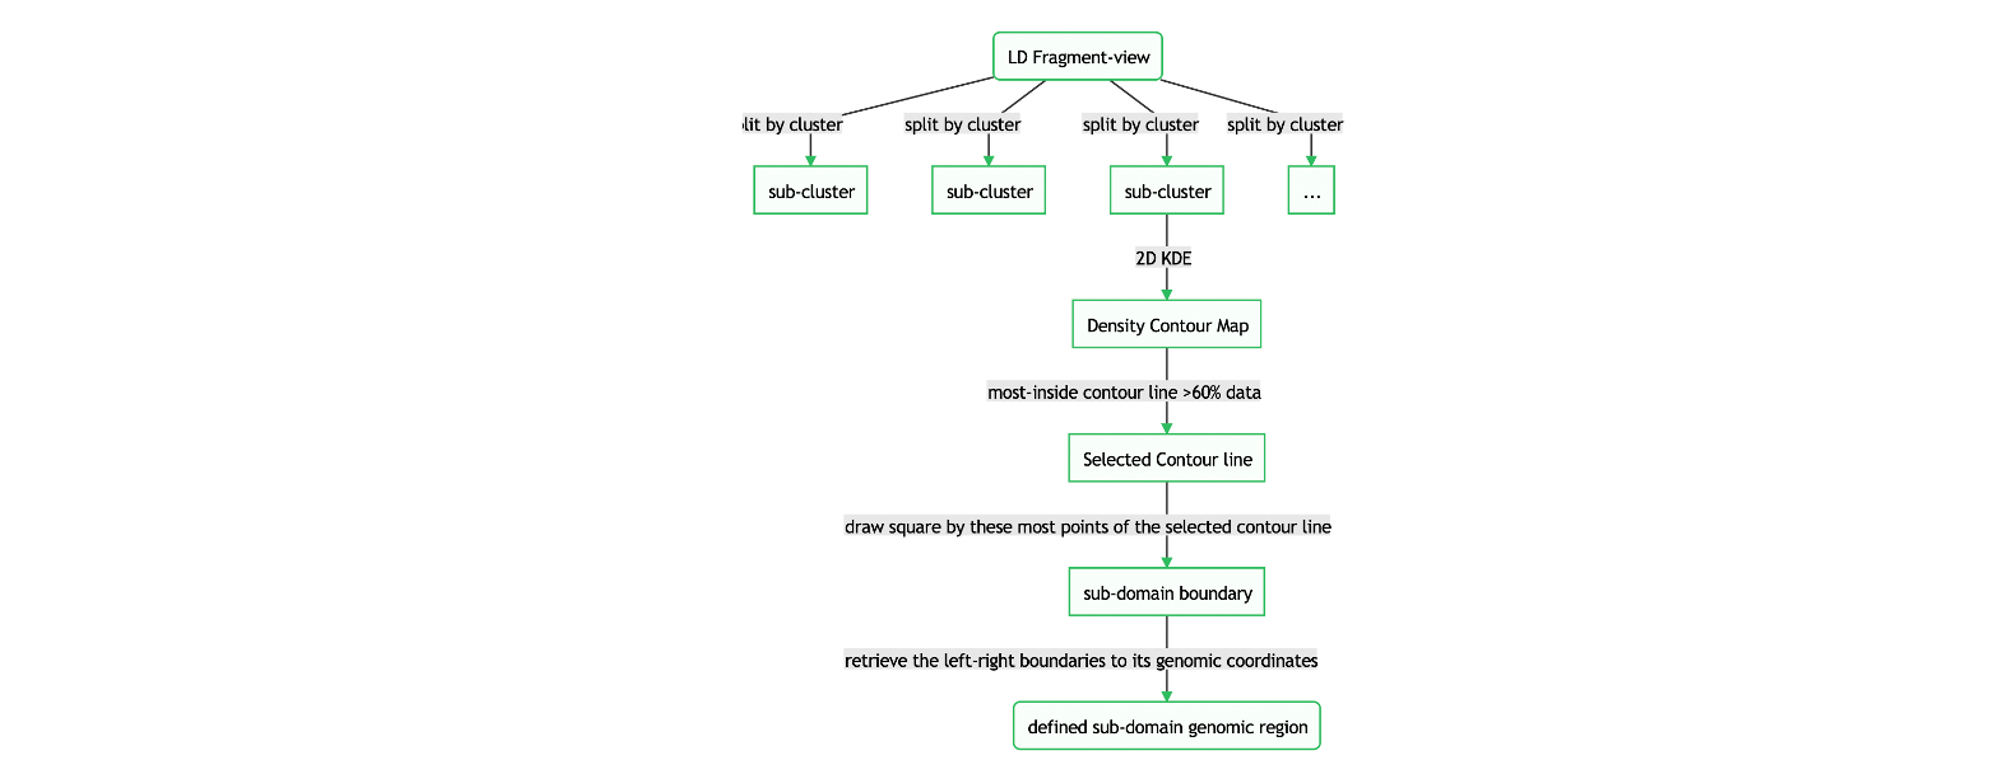 LD Fragment-view
lit by cluster
split by cluster
split by cluster
split by cluster
sub-cluster
sub-cluster
sub-cluster
...
2D KDE
Density Contour Map
most-inside contour line >60% data
Selected Contour line
draw square by these most points of the selected contour line
sub-domain boundary
retrieve the left-right boundaries to its genomic coordinates
defined sub-domain genomic region